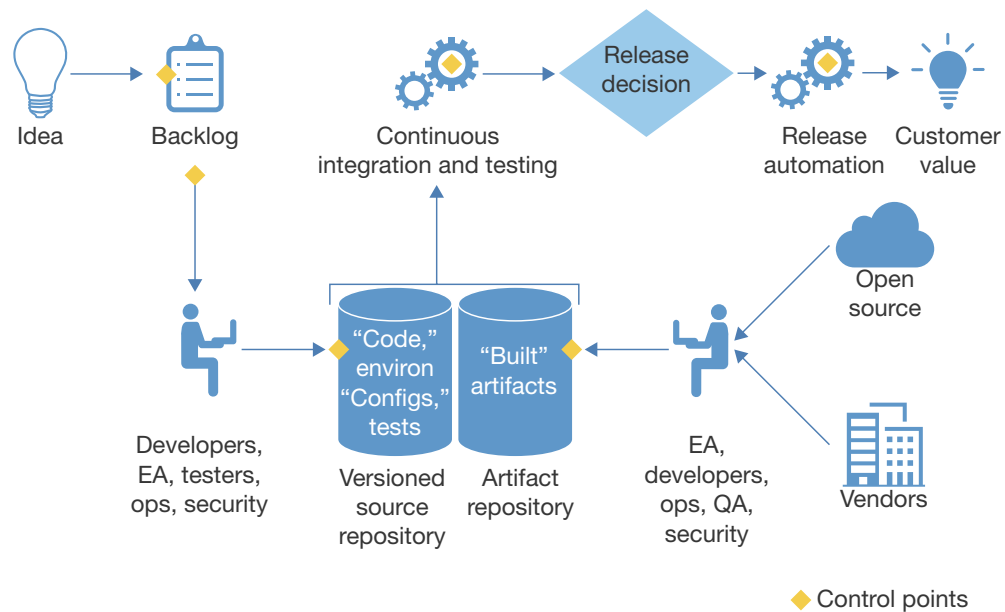 Idea
Backlog
Continuous
integration and testing
Release
decision
Release
automation
Customer
value
Open
source
“Code,”
environ
“Configs,”
tests
“Built”
artifacts
Developers,
EA, testers,
ops, security
Versioned
source
repository
Artifact
repository
EA,
developers,
ops, QA,
security
Vendors
Control points